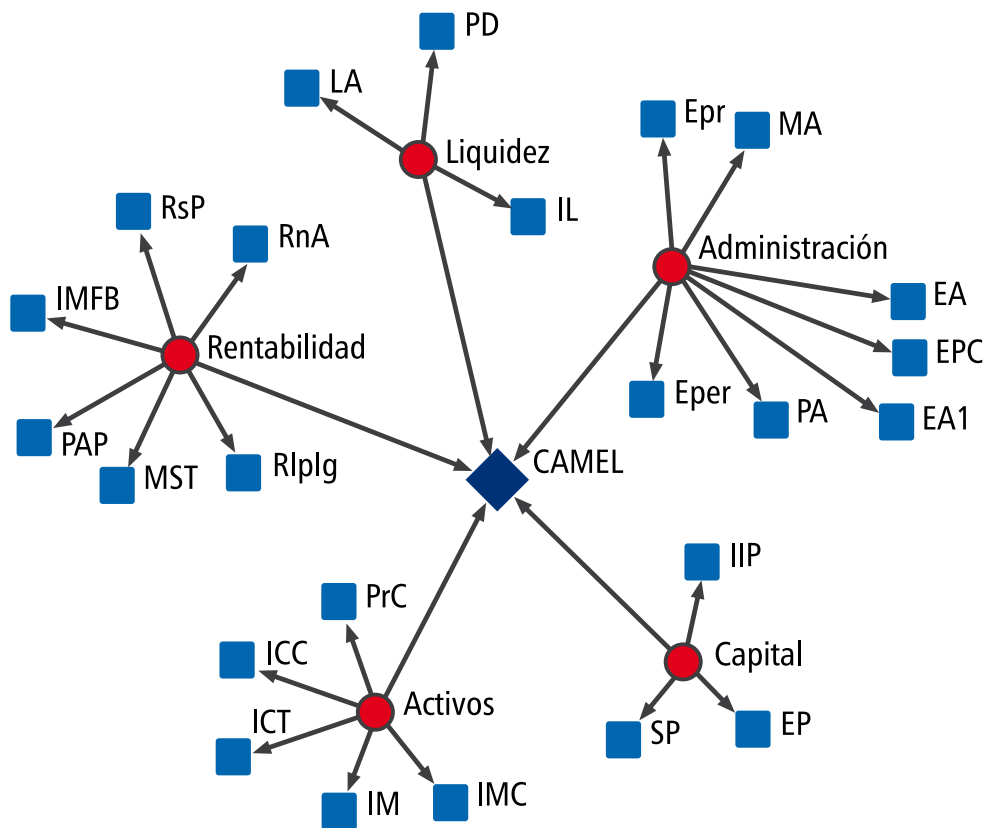 PD
LA
Liquidez
IL
Epr
MA
Administración
EA
EPC
EA1
PA
Eper
RsP
RnA
IMFB
Rentabilidad
PAP
MST
RIpIg
CAMEL
IIP
Capital
SP
EP
PrC
ICC
Activos
ICT
IM
IMC